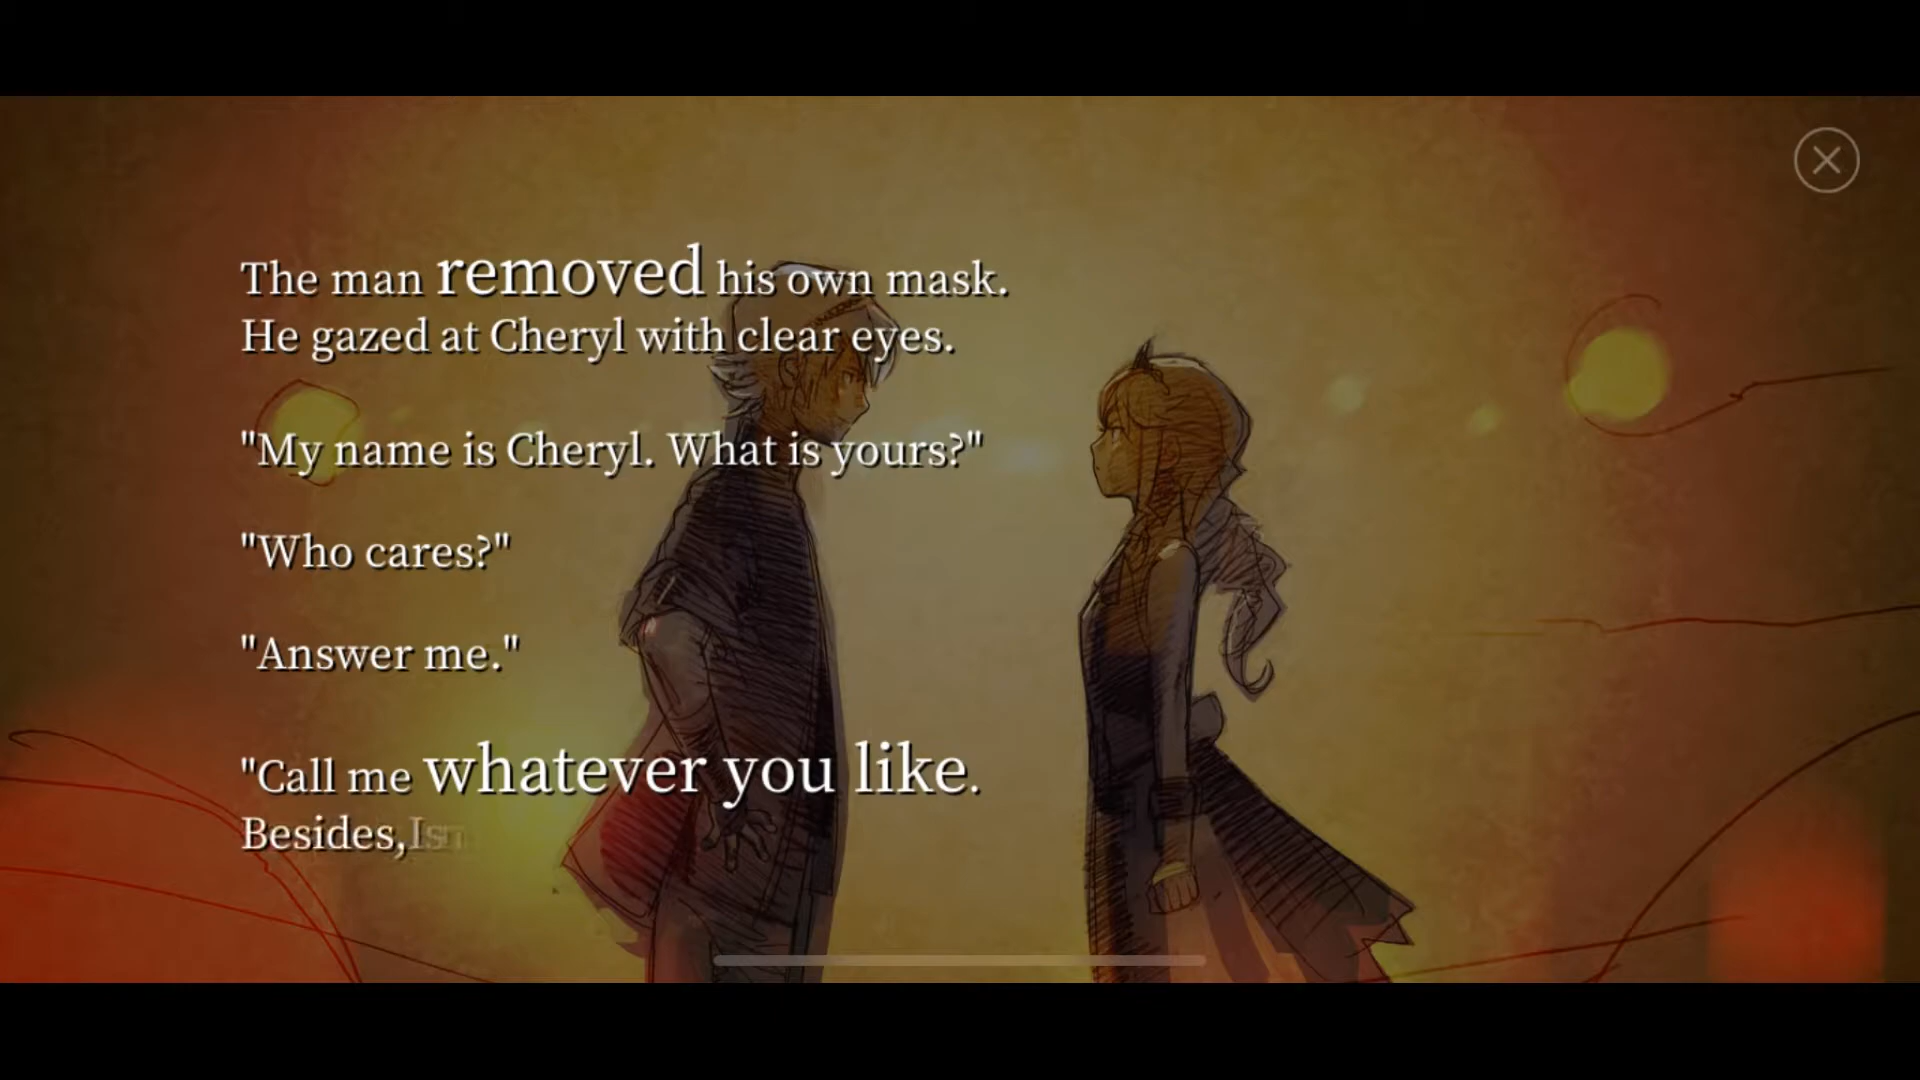 The man removed his own mask.
He gazed at Cheryl with clear eyes.
"My name is Cheryl. What is yours?"
"Who cares?"
"Answer me."
"Call me whatever you like.
Besides,